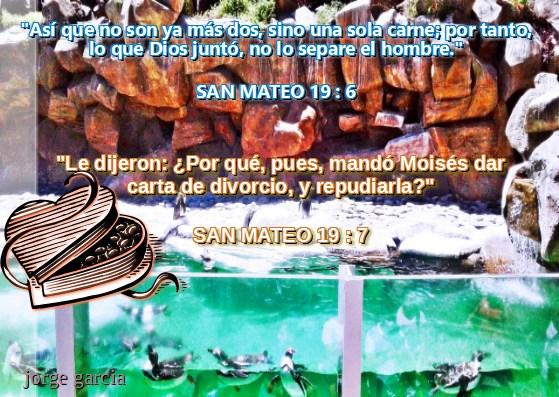 "Así que no son ya más dos, sino una sola carne; por tanto,
lo que Dios juntó, no lo separe el hombre."
SAN MATEO 19 : 6
"Le dijeron: ¿Por qué, pues, mandó Moisés dar
carta de divorcio, y repudiarla?"
SAN MATEO 19 : 7
jorge garcia